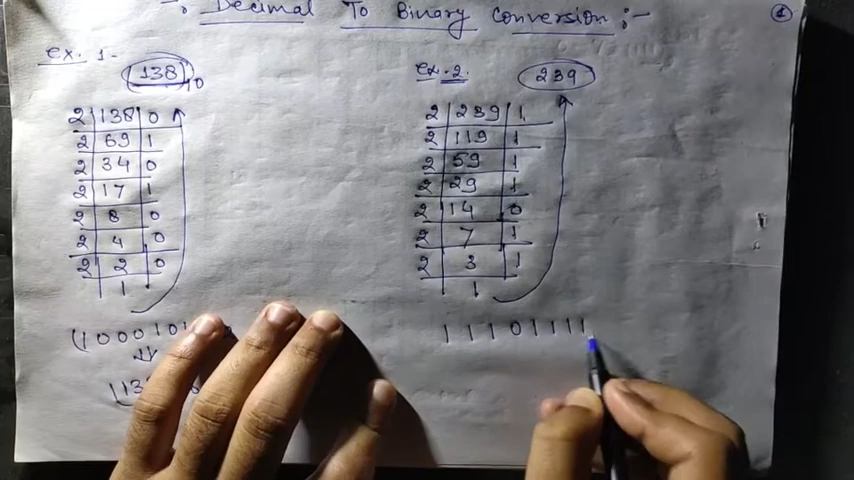 -: Decimal To Binary Conversion :-
1
ex. 1-
(138)10
2 138 0
2 69 1
2 34 0
2 17 1
2 8 0
2 4 0
2 2 0
1
(1000101
(13
ex. 2.
239
2 239 1
2 119 1
2 59 1
2 29 1
2 14 0
2 7 1
2 3 1
1
11101111